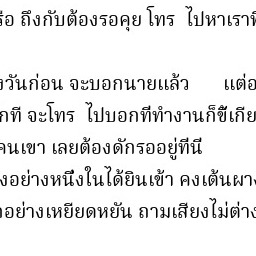 รือ ถึงกับต้องรอคุย โทร ไปหาเราที
งวันก่อน จะบอกนายแล้ว แต่อ
กที จะโทร ไปบอกที่ทำงานก็ขี้เกีย
คนเขา เลยต้องดักรออยู่ที่นี่
งอย่างหนึ่งในได้ยินเข้า คงเต้นผาง
อย่างเหยียดหยัน ถามเสียงไม่ต่าง